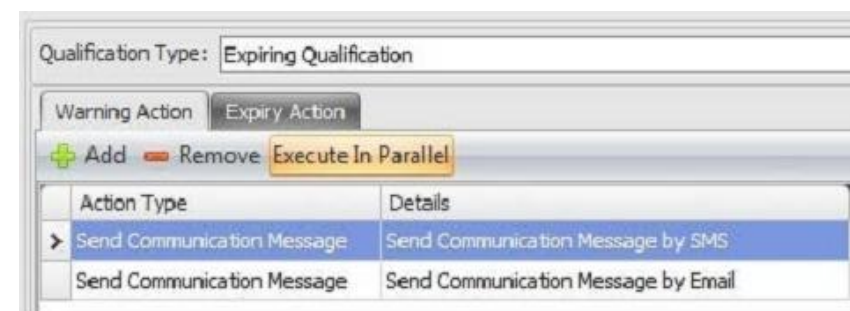 Qualification Type: Expiring Qualification
Warning Action Expiry Action
Add Remove Execute In Parallel
Action Type Details
Send Communication Message Send Communication Message by SMS
Send Communication Message Send Communication Message by Email